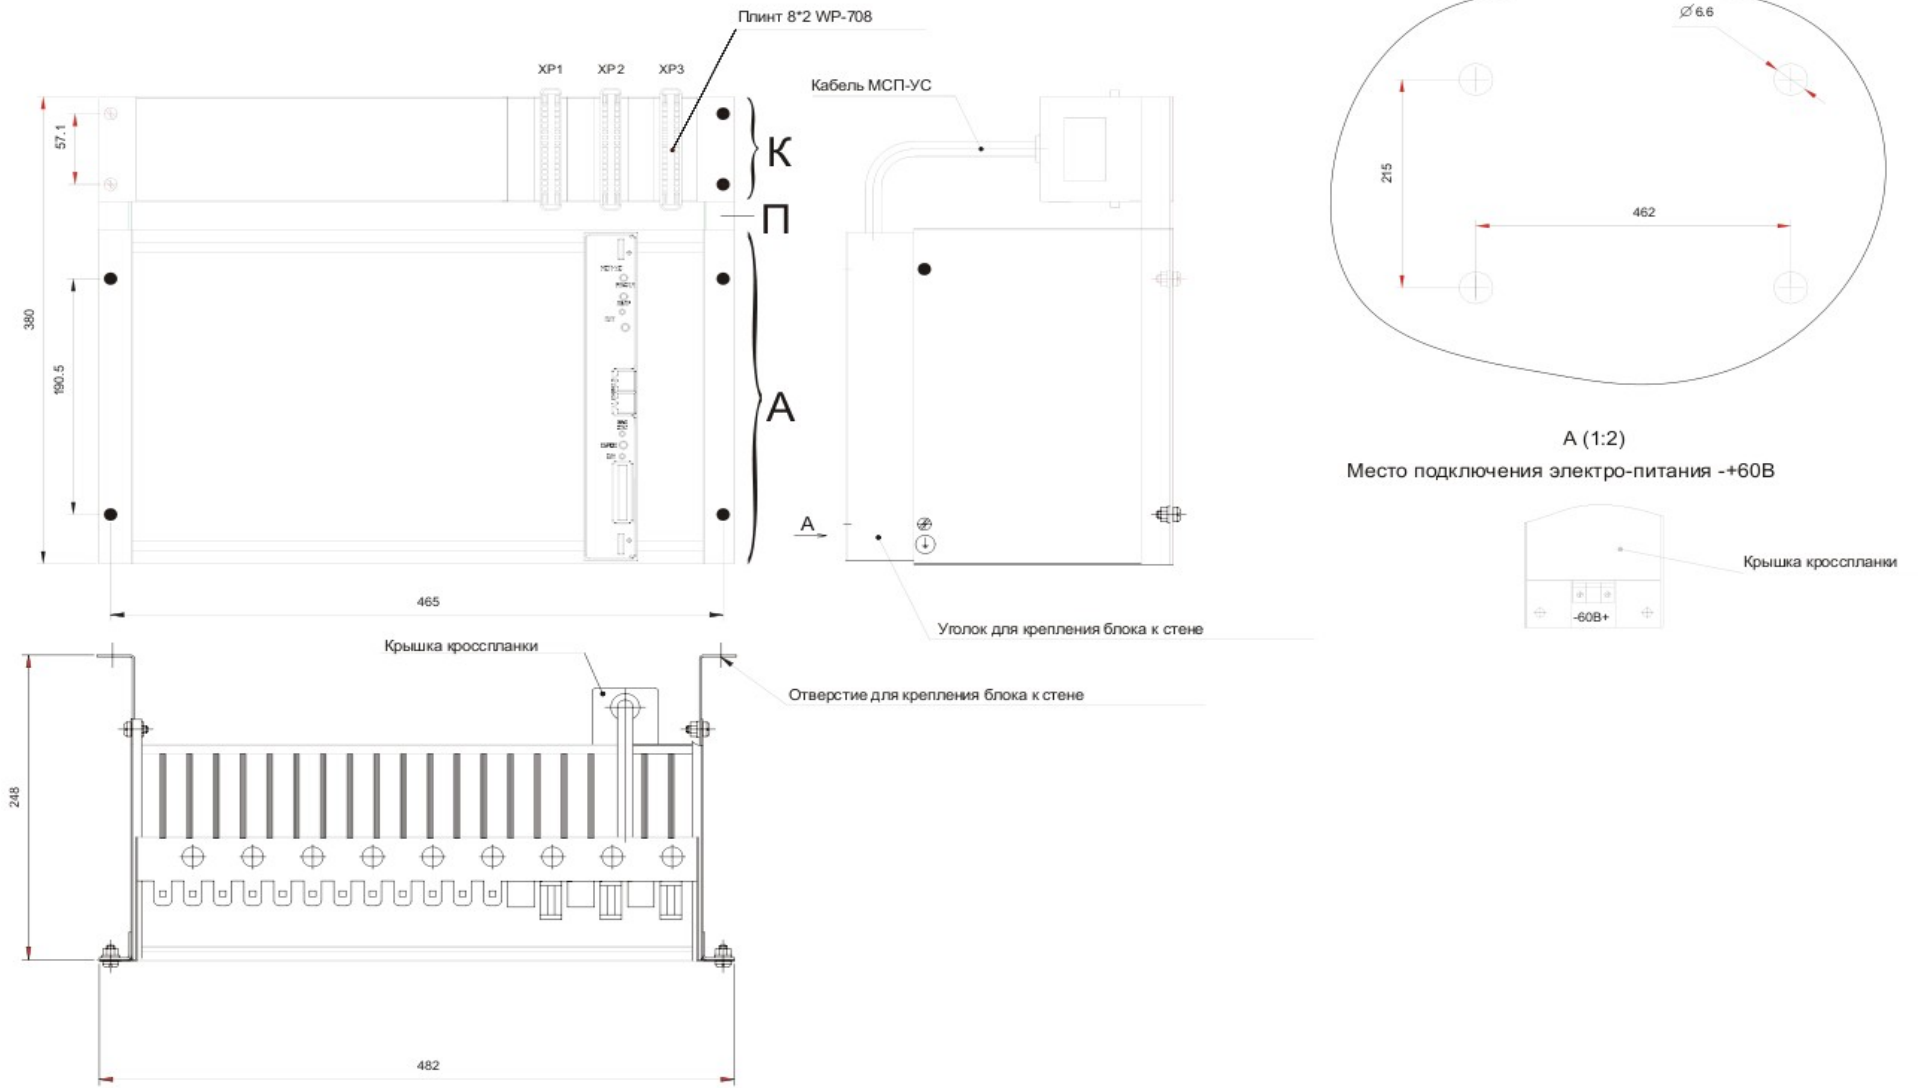 Плинт 8*2 WP-708
∅ 6.6
XP1 XP2 XP3
Кабель МСП-УС
57.1
К
215
П
462
380
190.5
А
А (1:2)
Место подключения электро-питания -+60В
А
Крышка кроссплaнки
-60В+
465
Уголок для крепления блока к стене
Крышка кросспланки
Отверстие для крепления блока к стене
248
482